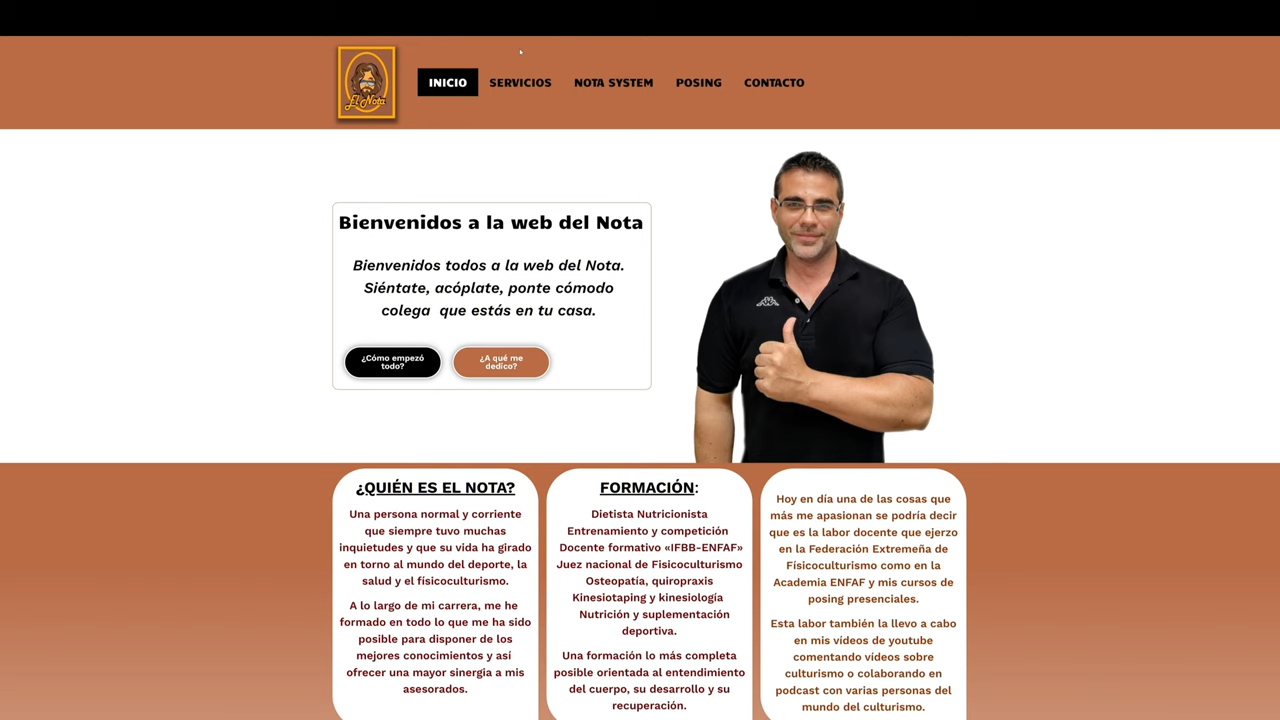 El Nota
INICIO
SERVICIOS
NOTA SYSTEM
POSING
CONTACTO
Bienvenidos a la web del Nota
Bienvenidos todos a la web del Nota.
Siéntate, acóplate, ponte cómodo
colega que estás en tu casa.
¿Cómo empezó
todo?
¿A qué me
dedico?
Kappa
¿QUIÉN ES EL NOTA?
Una persona normal y corriente
que siempre tuvo muchas
inquietudes y que su vida ha girado
en torno al mundo del deporte, la
salud y el físicoculturismo.
A lo largo de mi carrera, me he
formado en todo lo que me ha sido
posible para disponer de los
mejores conocimientos y así
ofrecer una mayor sinergia a mis
asesorados.
FORMACIÓN:
Dietista Nutricionista
Entrenamiento y competición
Docente formativo «IFBB-ENFAF»
Juez nacional de Fisicoculturismo
Osteopatía, quiropraxis
Kinesiotaping y kinesiología
Nutrición y suplementación
deportiva.
Una formación lo más completa
posible orientada al entendimiento
del cuerpo, su desarrollo y su
recuperación.
Hoy en día una de las cosas que
más me apasionan se podría decir
que es la labor docente que ejerzo
en la Federación Extremeña de
Físicoculturismo como en la
Academia ENFAF y mis cursos de
posing presenciales.
Esta labor también la llevo a cabo
en mis vídeos de youtube
comentando vídeos sobre
culturismo o colaborando en
podcast con varias personas del
mundo del culturismo.